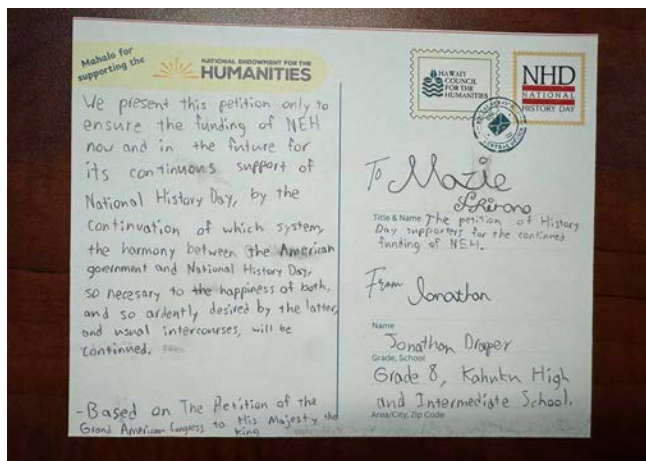 Mahalo for
supporting the
NATIONAL ENDOWMENT FOR THE
HUMANITIES
We present this petition only to
ensure the funding of NEH
now and in the future for
its continuous support of
National History Day, by the
continuation of which system,
the harmony between the American
government and National History Day,
so necesary to the happiness of both,
and so ardently desired by the latter,
and usual intercourses, will be
continued.
-Based on The Petition of the
Grand American Congress to His Majesty the
King
HAWAI'I
COUNCIL
FOR THE
HUMANITIES
NHD
NATIONAL
HISTORY DAY
To Mazie
Hirono
Title & Name The petition of History
Day supporters for the continued
funding of NEH.
From Jonathan
Name
Jonathan Draper
Grade, School
Grade 8, Kahuku High
and Intermediate School.
Area/City, Zip Code